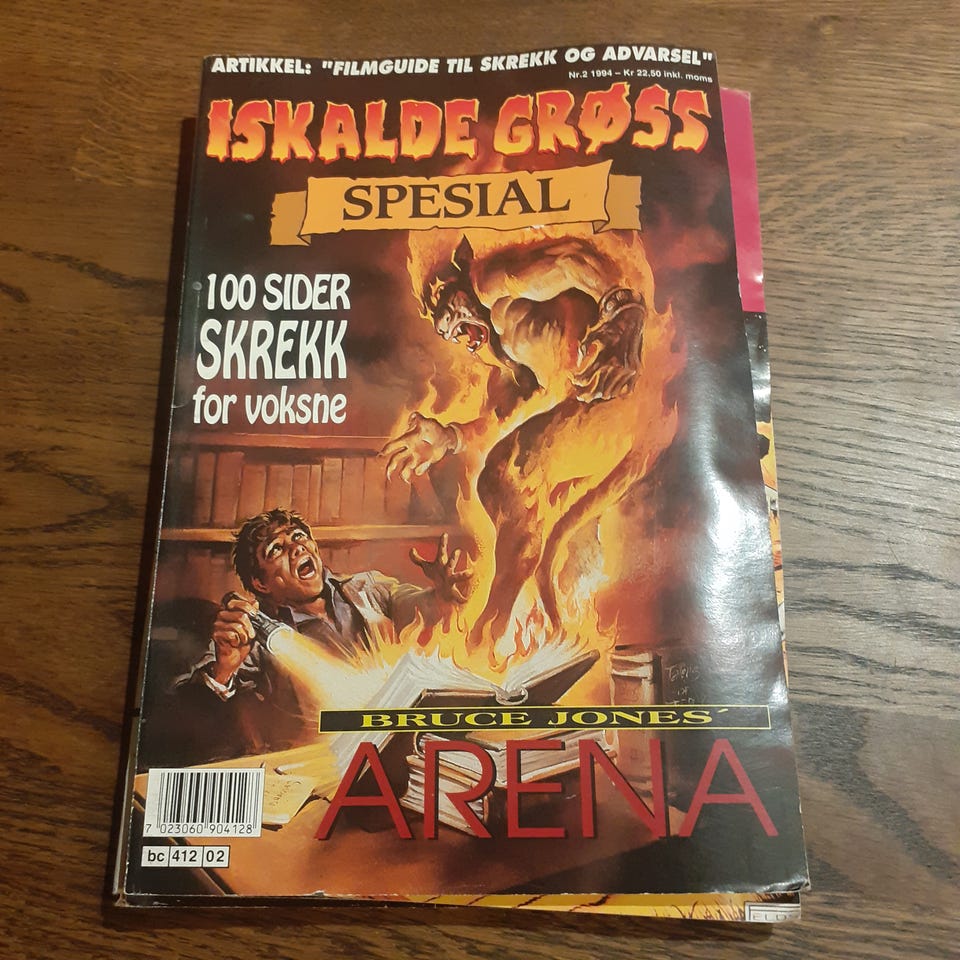 ARTIKKEL: "FILMGUIDE TIL SKREKK OG ADVARSEL"
Nr.2 1994 – Kr 22,50 inkl. moms
ISKALDE GRØSS
SPESIAL
100 SIDER
SKREKK
for voksne
BRUCE JONES´
ARENA
7 023060 904128
bc 412 02